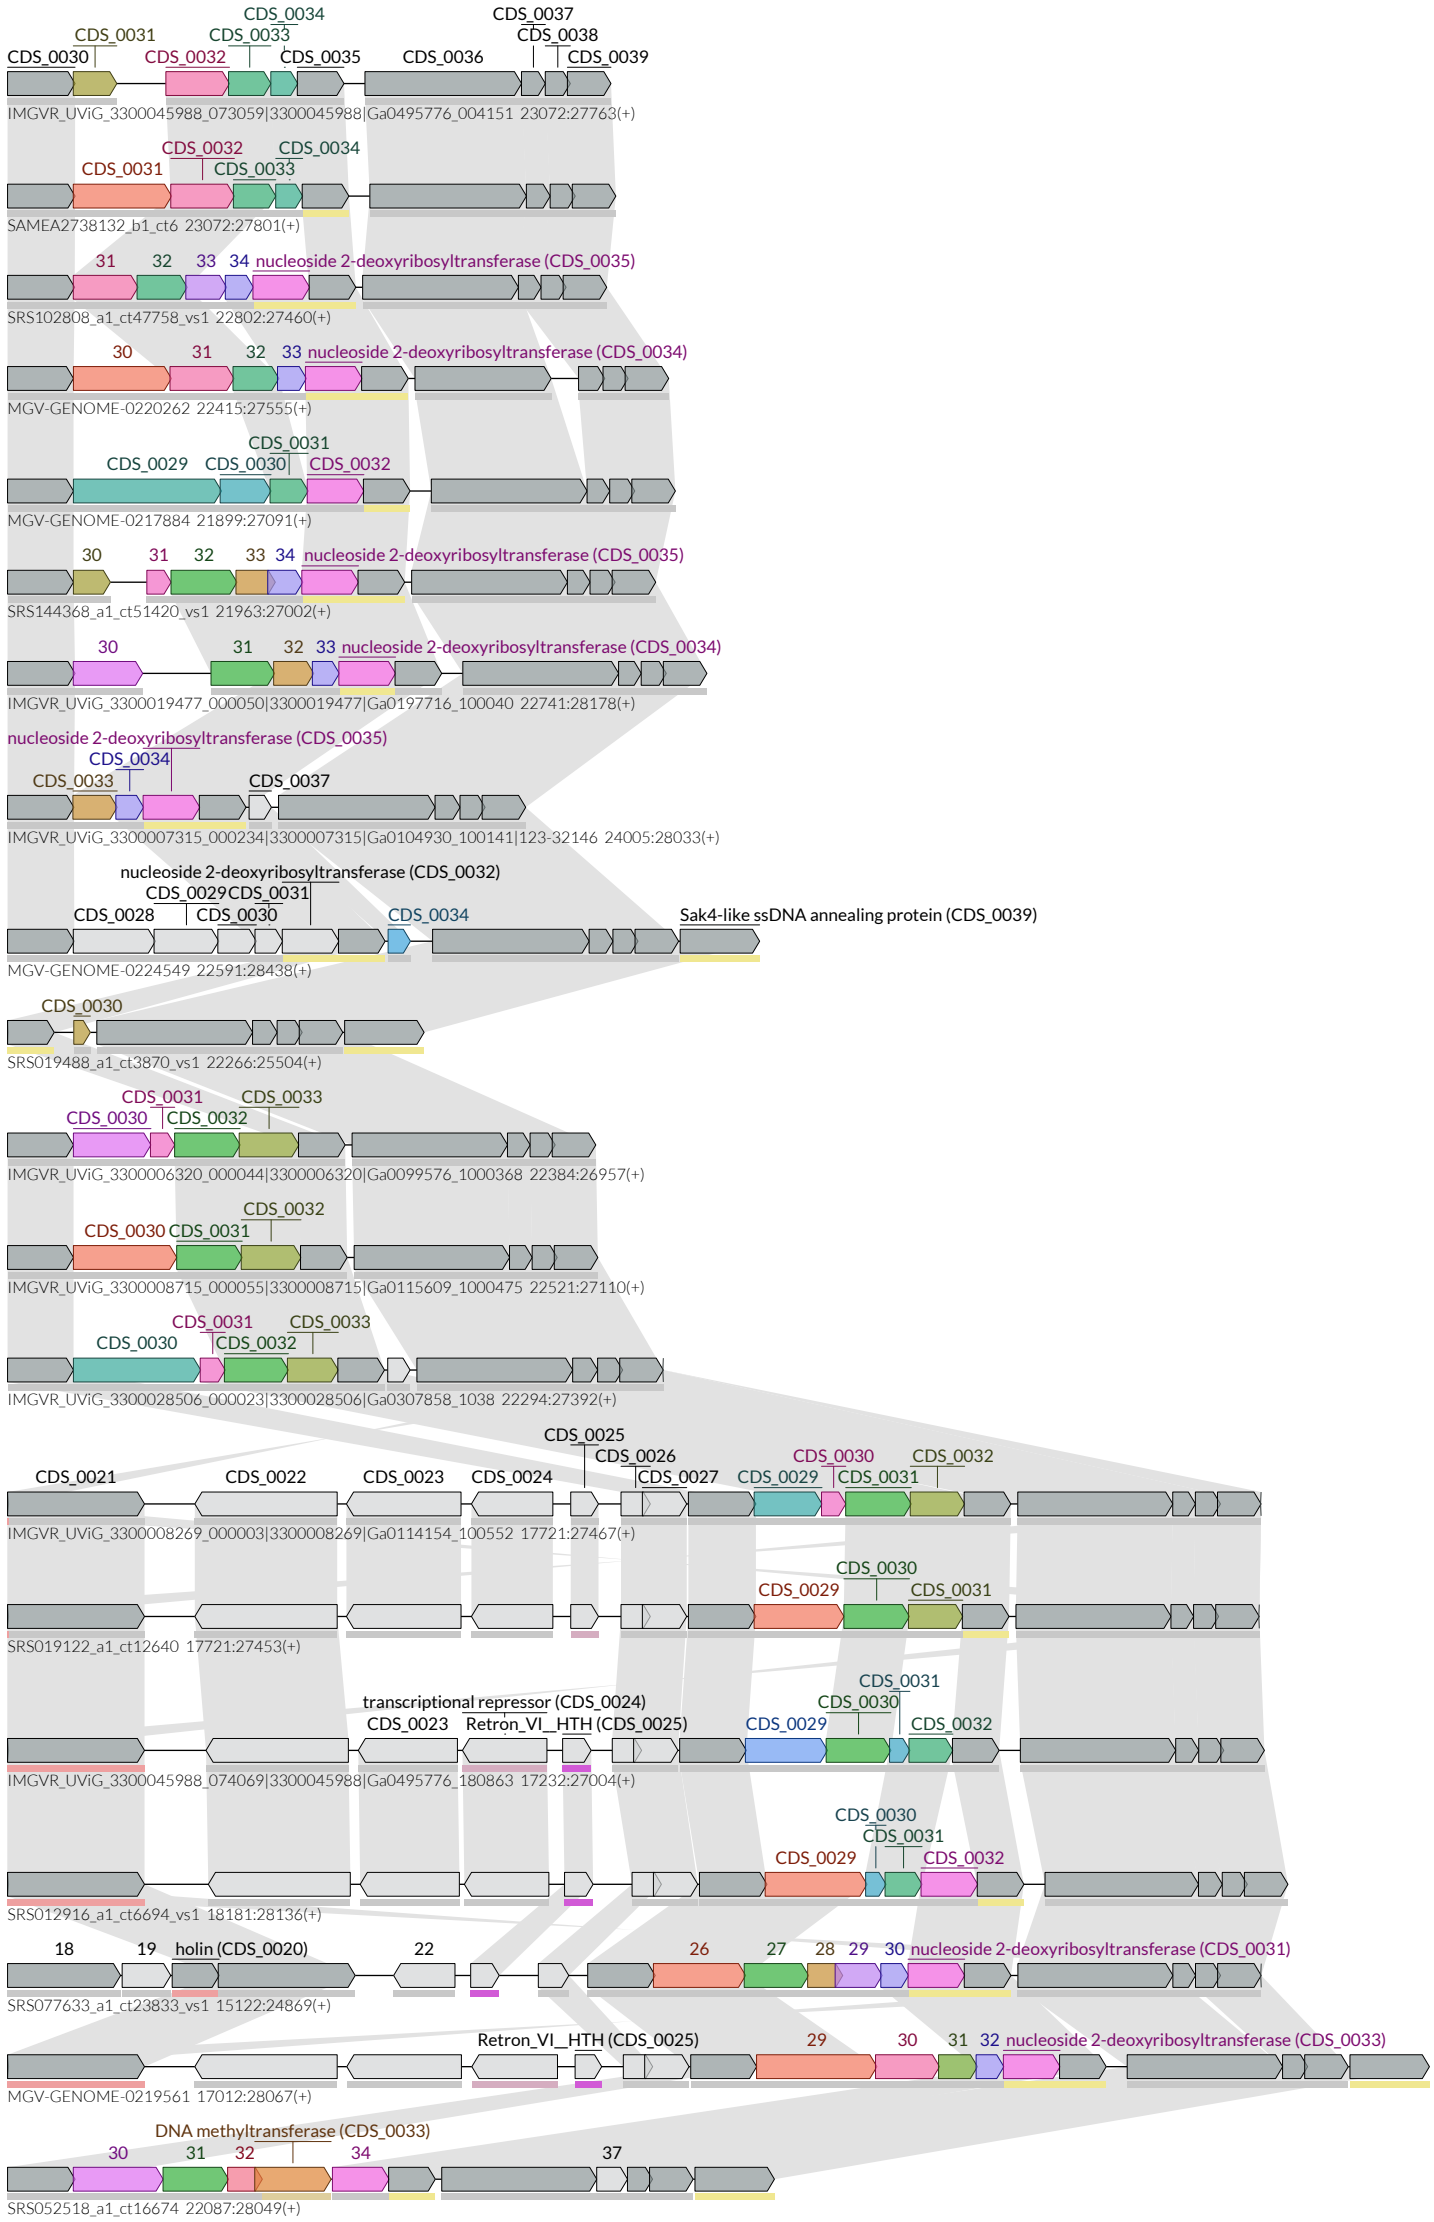 CDS_0034 CDS_0037
CDS_0031 CDS_0033 CDS_0038
CDS_0030 CDS_0032 CDS_0035 CDS_0036 CDS_0039
IMGVR_UViG_3300045988_073059|3300045988|Ga0495776_004151 23072:27763(+)
CDS_0032 CDS_0034
CDS_0031 CDS_0033
SAMEA2738132_b1_ct6 23072:27801(+)
31 32 33 34 nucleoside 2-deoxyribosyltransferase (CDS_0035)
SRS102808_a1_ct47758_vs1 22802:27460(+)
30 31 32 33 nucleoside 2-deoxyribosyltransferase (CDS_0034)
MGV-GENOME-0220262 22415:27555(+)
CDS_0031
CDS_0029 CDS_0030 CDS_0032
MGV-GENOME-0217884 21899:27091(+)
30 31 32 33 34 nucleoside 2-deoxyribosyltransferase (CDS_0035)
SRS144368_a1_ct51420_vs1 21963:27002(+)
30 31 32 33 nucleoside 2-deoxyribosyltransferase (CDS_0034)
IMGVR_UViG_3300019477_000050|3300019477|Ga0197716_100040 22741:28178(+)
nucleoside 2-deoxyribosyltransferase (CDS_0035)
CDS_0034
CDS_0033 CDS_0037
IMGVR_UViG_3300007315_000234|3300007315|Ga0104930_100141|123-32146 24005:28033(+)
nucleoside 2-deoxyribosyltransferase (CDS_0032)
CDS_0029 CDS_0031
CDS_0028 CDS_0030 CDS_0034 Sak4-like ssDNA annealing protein (CDS_0039)
MGV-GENOME-0224549 22591:28438(+)
CDS_0030
SRS019488_a1_ct3870_vs1 22266:25504(+)
CDS_0031 CDS_0033
CDS_0030 CDS_0032
IMGVR_UViG_3300006320_000044|3300006320|Ga0099576_1000368 22384:26957(+)
CDS_0032
CDS_0030 CDS_0031
IMGVR_UViG_3300008715_000055|3300008715|Ga0115609_1000475 22521:27110(+)
CDS_0031 CDS_0033
CDS_0030 CDS_0032
IMGVR_UViG_3300028506_000023|3300028506|Ga0307858_1038 22294:27392(+)
CDS_0025
CDS_0026 CDS_0030 CDS_0032
CDS_0021 CDS_0022 CDS_0023 CDS_0024 CDS_0027 CDS_0029 CDS_0031
IMGVR_UViG_3300008269_000003|3300008269|Ga0114154_100552 17721:27467(+)
CDS_0030
CDS_0029 CDS_0031
SRS019122_a1_ct12640 17721:27453(+)
CDS_0031
transcriptional repressor (CDS_0024) CDS_0030
CDS_0023 Retron_VI__HTH (CDS_0025) CDS_0029 CDS_0032
IMGVR_UViG_3300045988_074069|3300045988|Ga0495776_180863 17232:27004(+)
CDS_0030
CDS_0031
CDS_0029 CDS_0032
SRS012916_a1_ct6694_vs1 18181:28136(+)
18 19 holin (CDS_0020) 22 26 27 28 29 30 nucleoside 2-deoxyribosyltransferase (CDS_0031)
SRS077633_a1_ct23833_vs1 15122:24869(+)
Retron_VI__HTH (CDS_0025) 29 30 31 32 nucleoside 2-deoxyribosyltransferase (CDS_0033)
MGV-GENOME-0219561 17012:28067(+)
DNA methyltransferase (CDS_0033)
30 31 32 34 37
SRS052518_a1_ct16674 22087:28049(+)